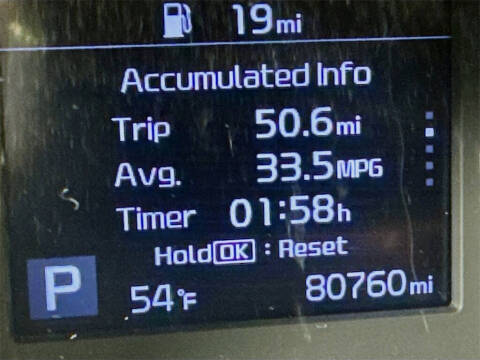 19mi
Accumulated Info
Trip 50.6mi
Avg. 33.5MPG
Timer 01:58h
Hold OK : Reset
P 54°F 80760mi